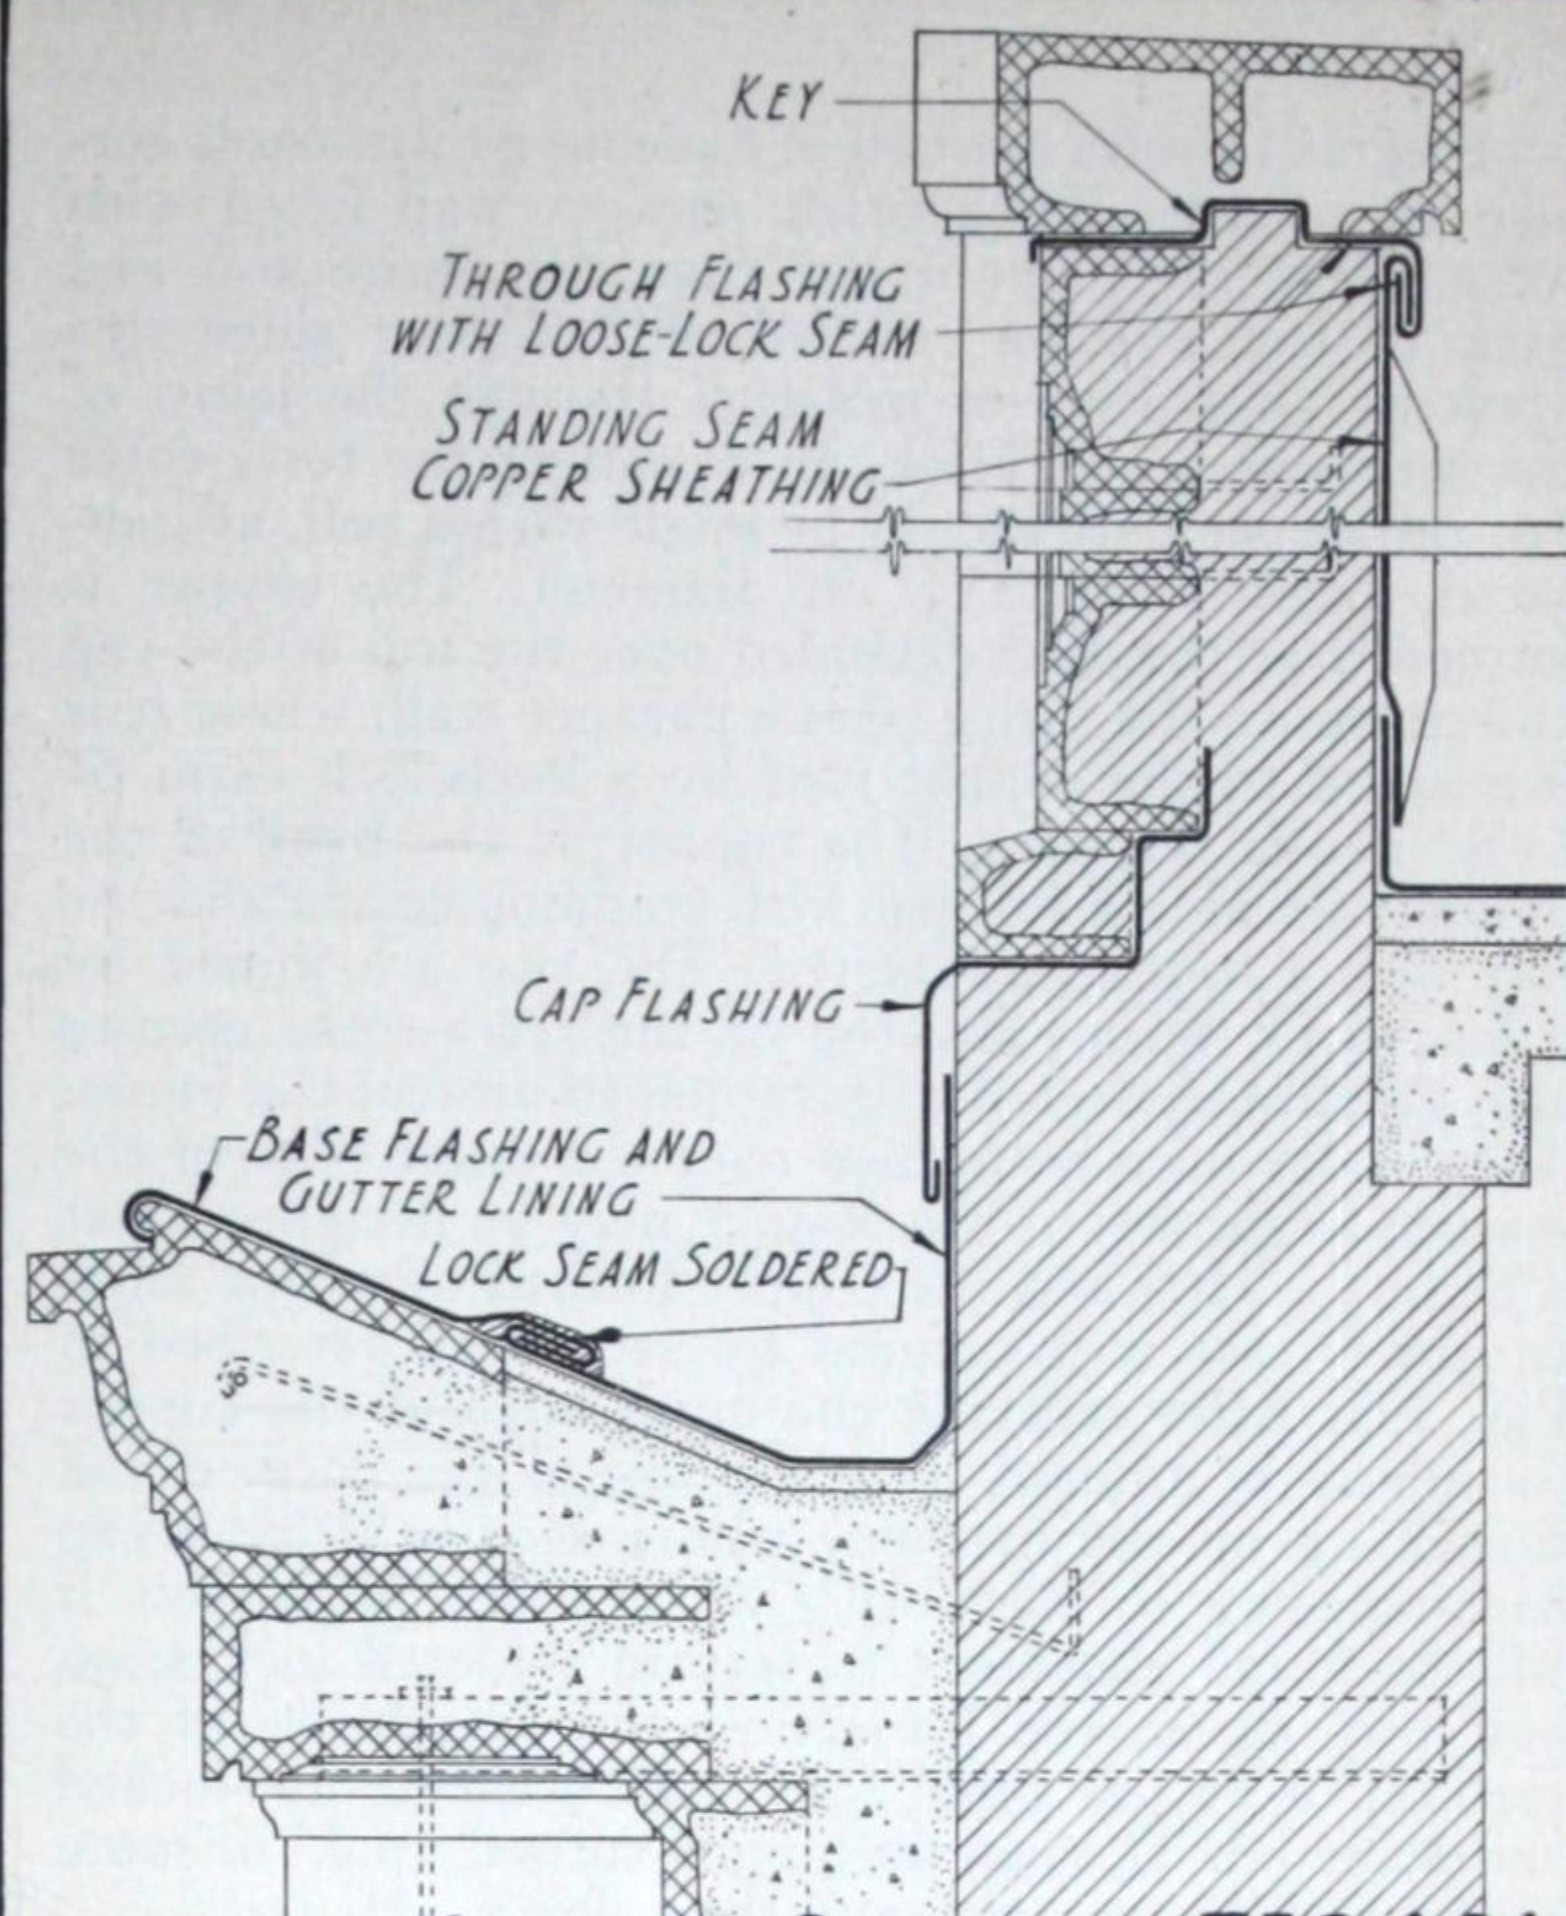 KEY
THROUGH FLASHING
WITH LOOSE-LOCK SEAM
STANDING SEAM
COPPER SHEATHING
CAP FLASHING
BASE FLASHING AND
GUTTER LINING
LOCK SEAM SOLDERED